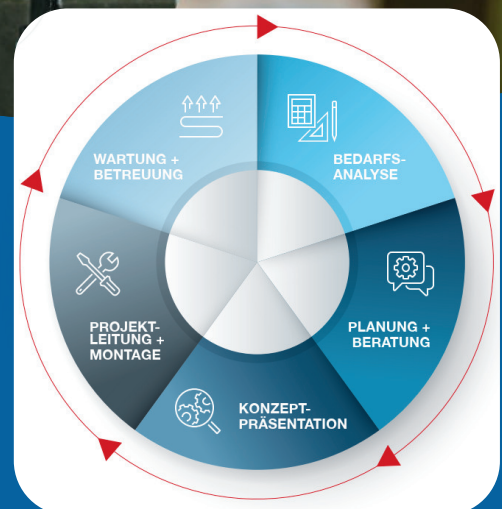 BEDARFS-
ANALYSE
PLANUNG +
BERATUNG
KONZEPT-
PRÄSENTATION
PROJEKT-
LEITUNG +
MONTAGE
WARTUNG +
BETREUUNG